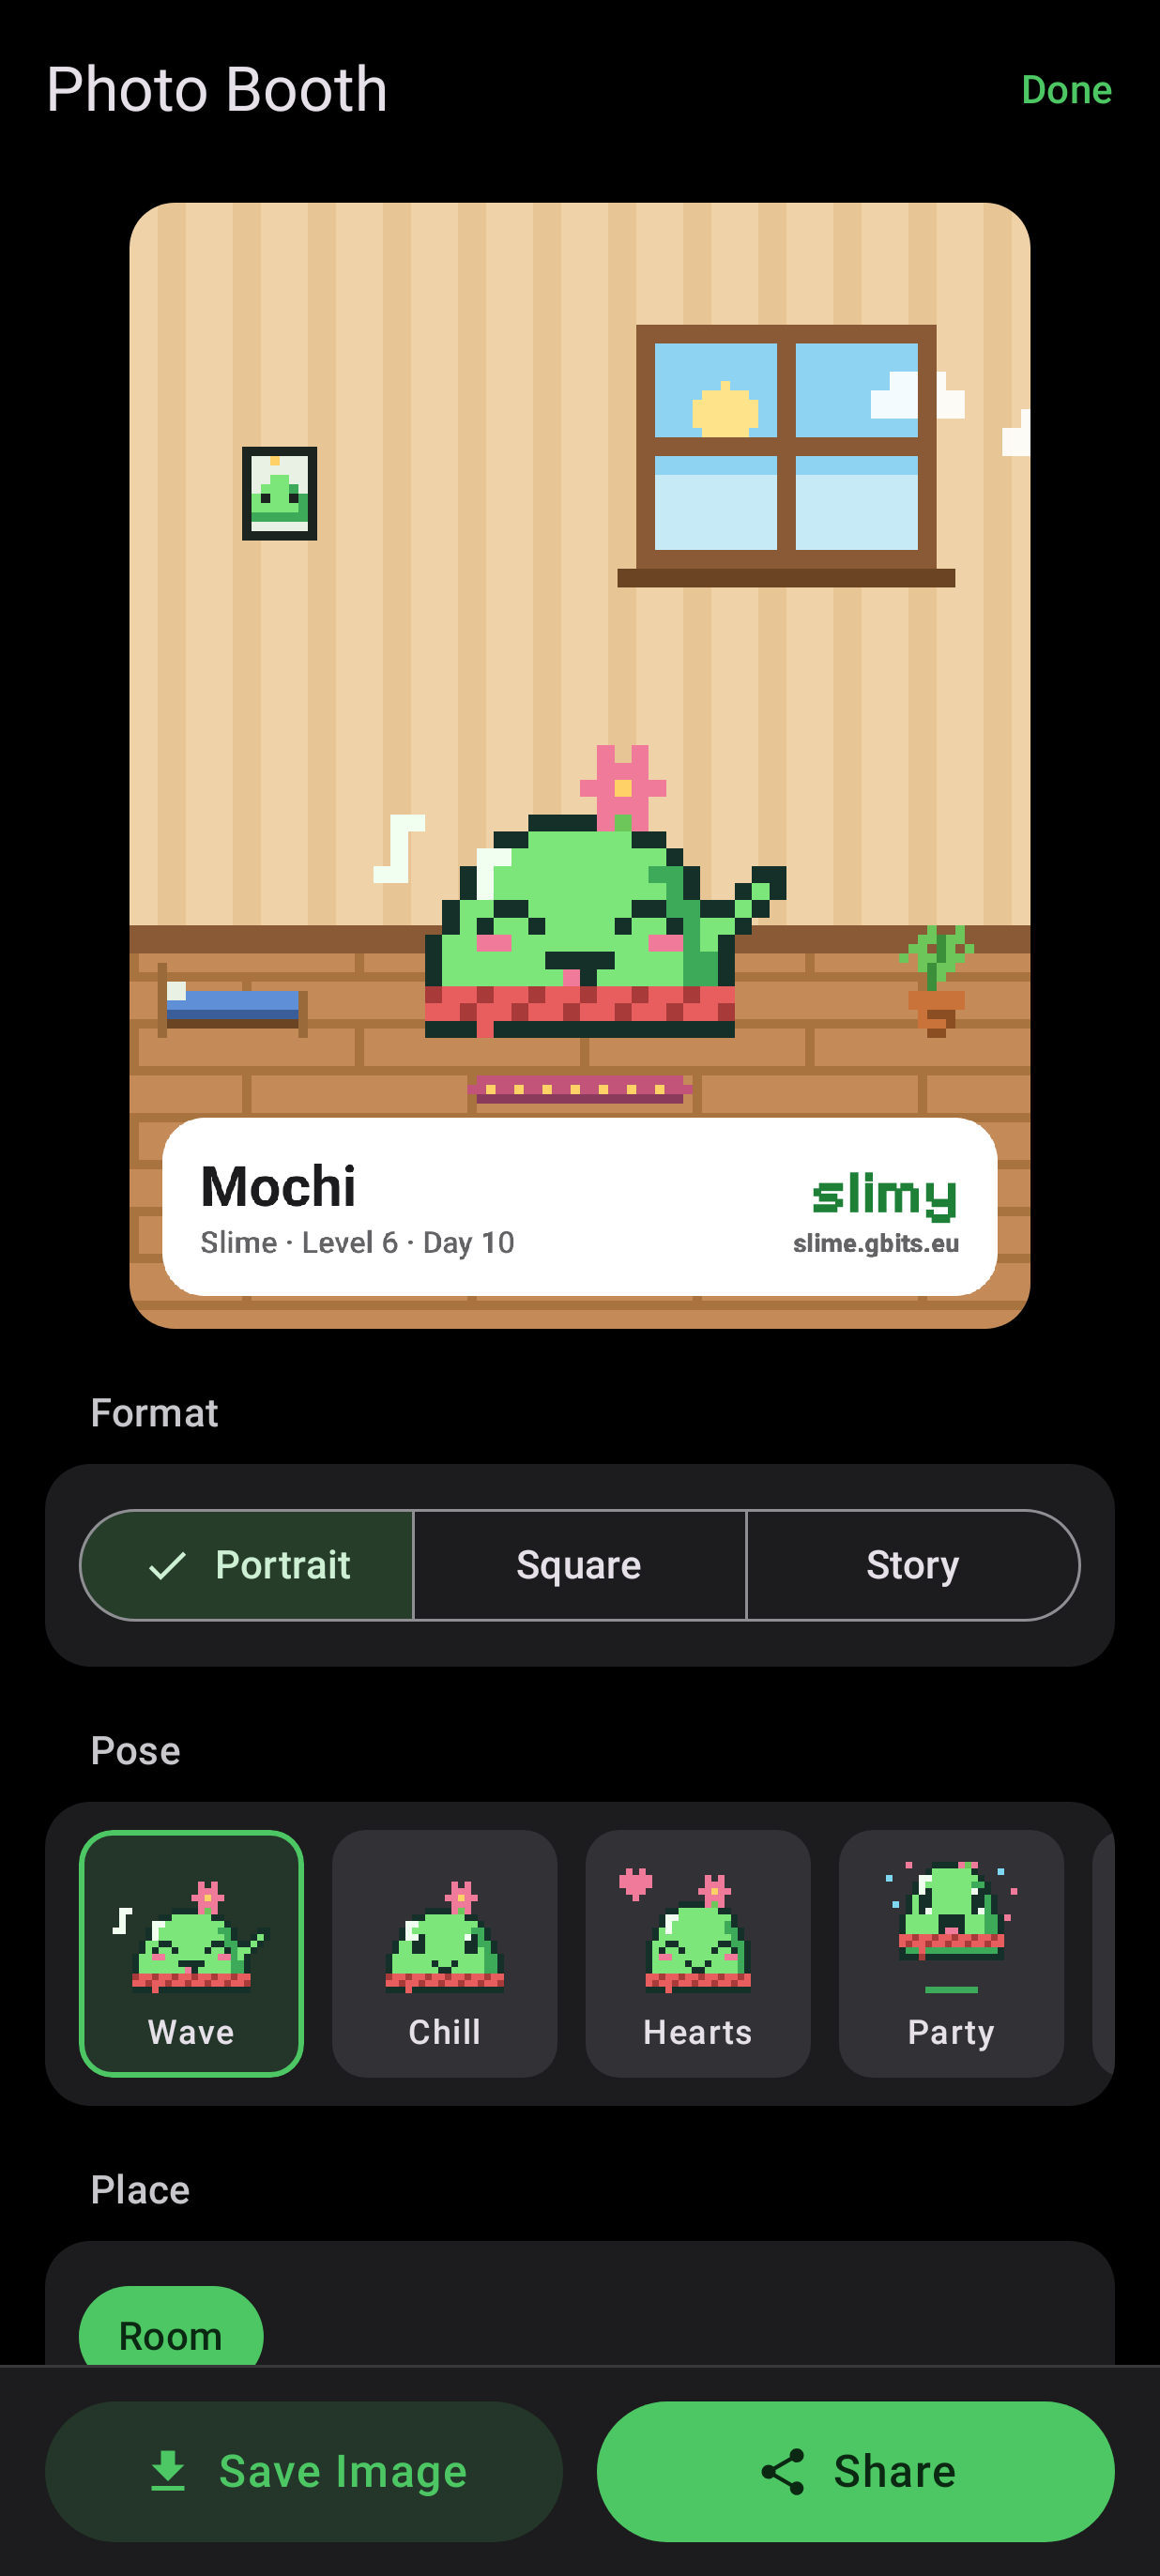 Photo Booth
Done
Mochi
Slime · Level 6 · Day 10
slimy
slime.gbits.eu
Format
Portrait
Square
Story
Pose
Wave
Chill
Hearts
Party
Place
Room
Save Image
Share